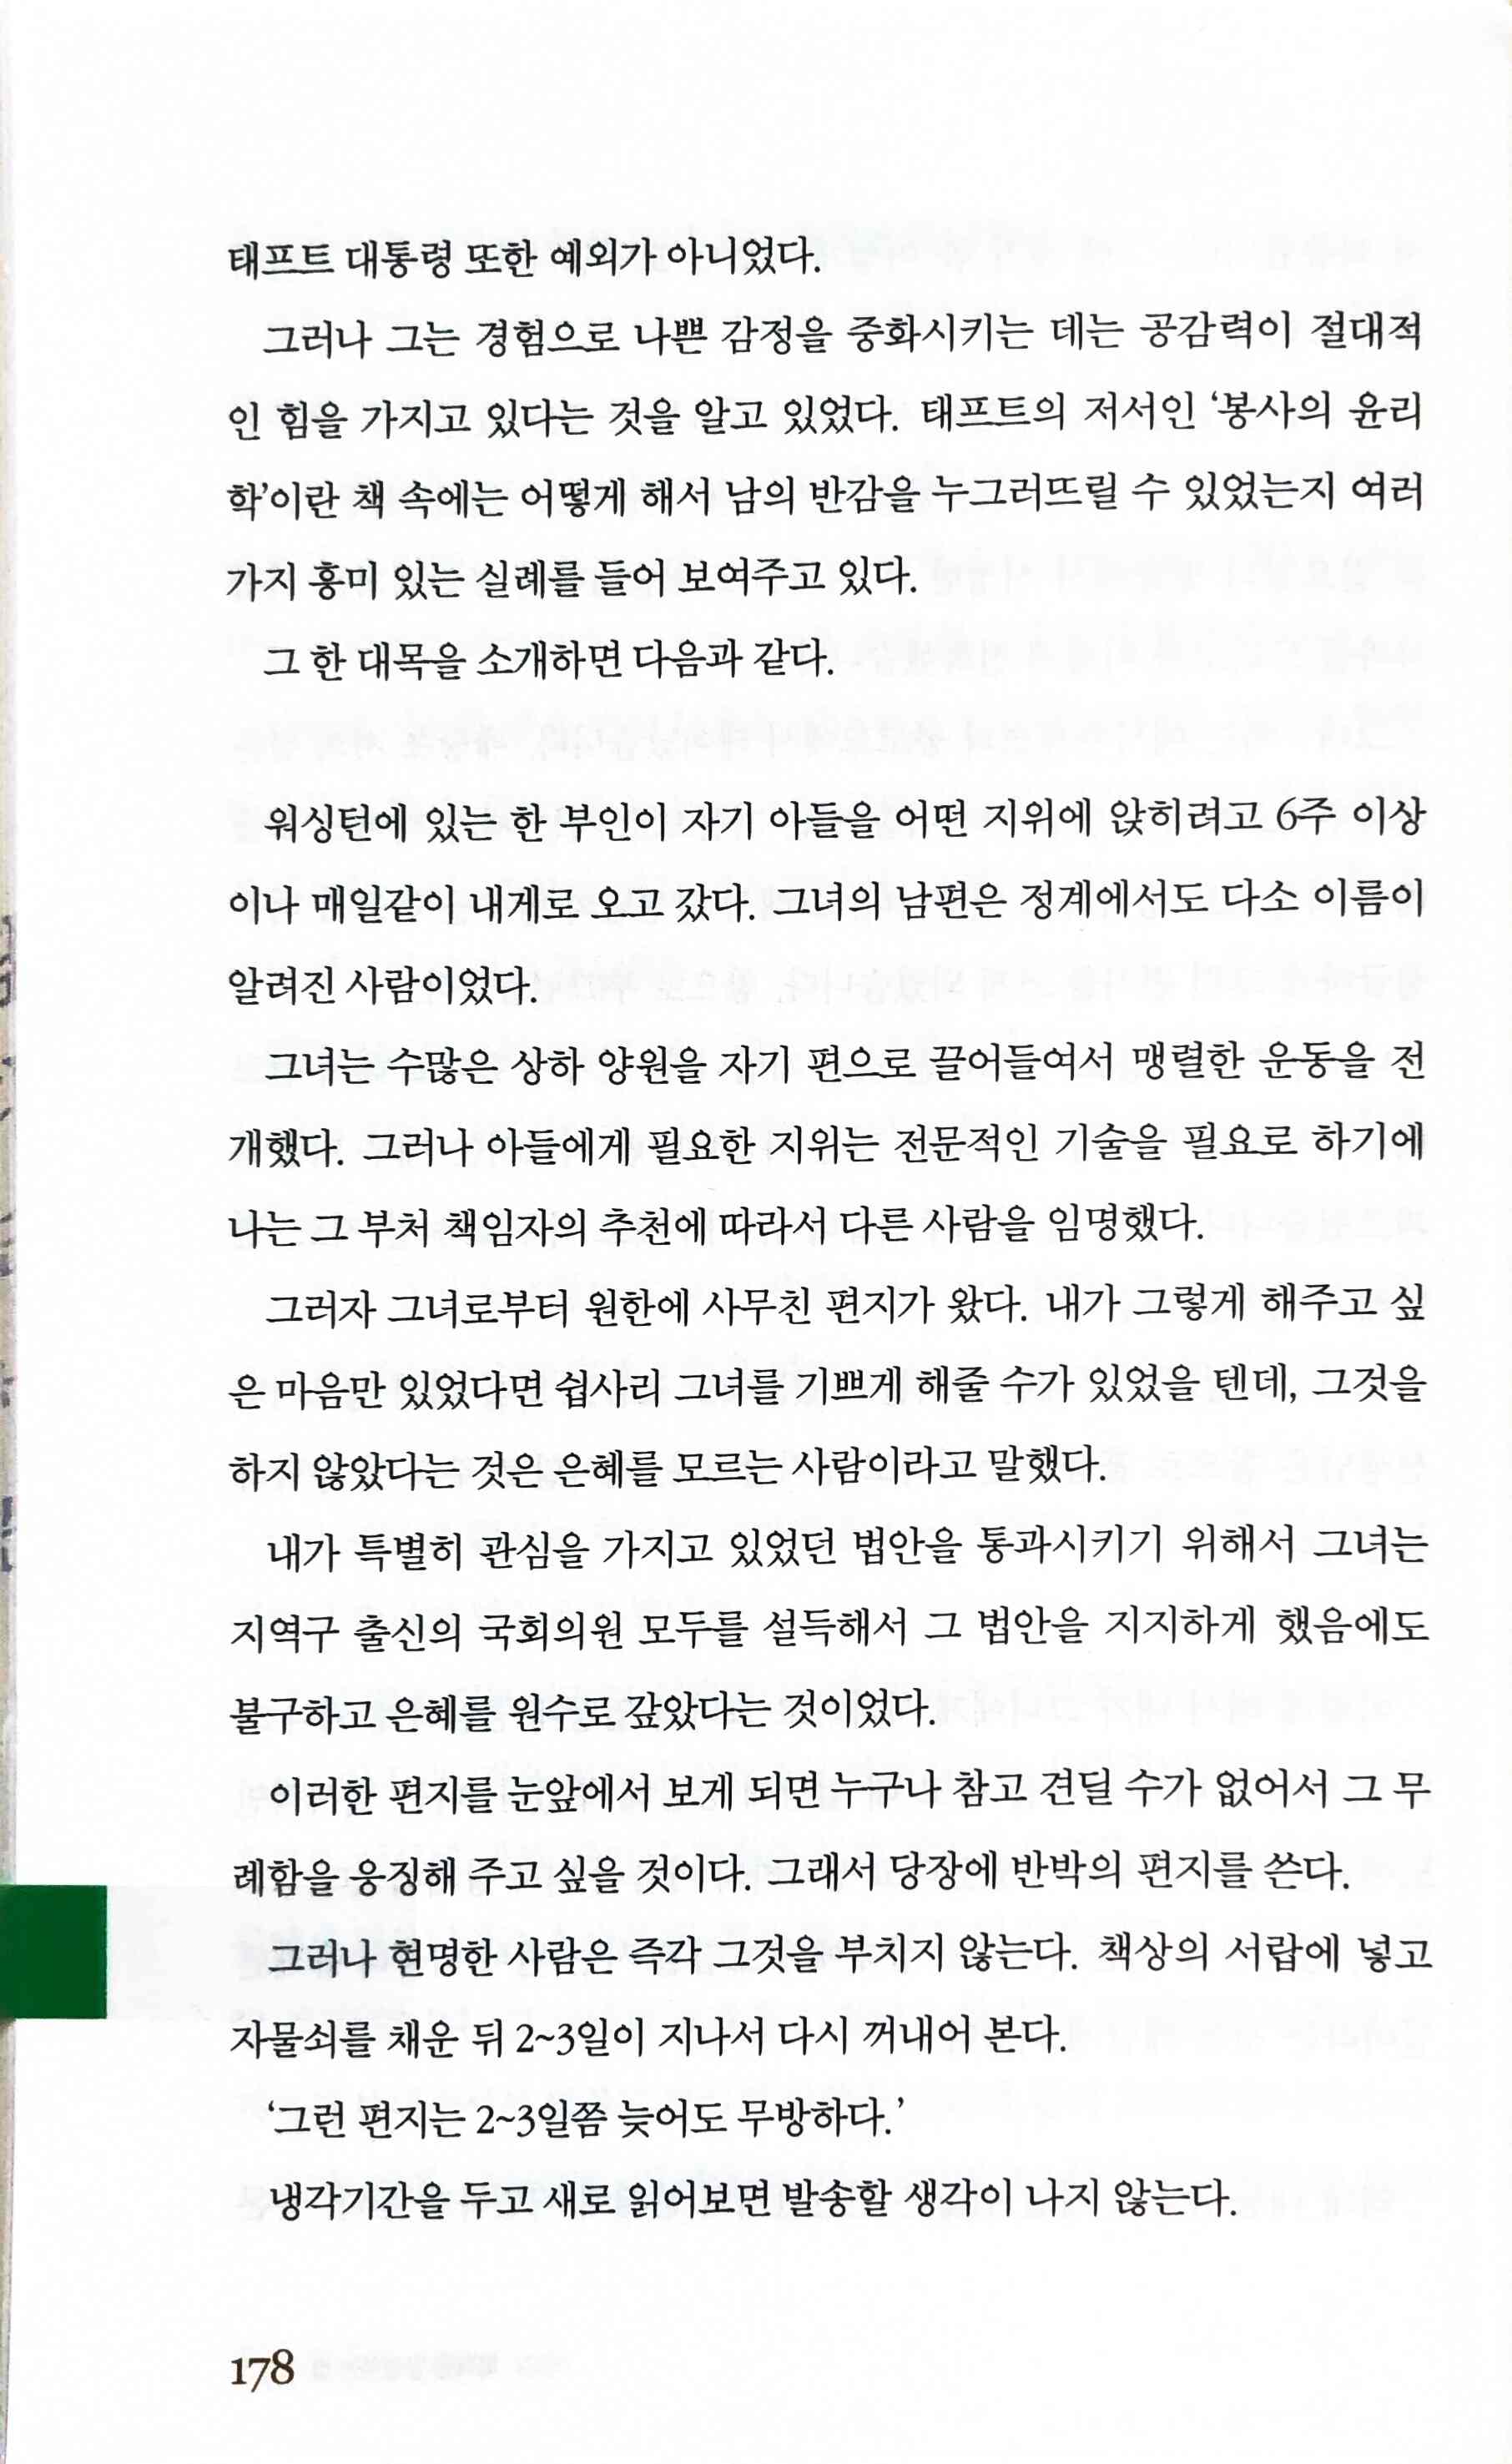 태프트 대통령 또한 예외가 아니었다.
그러나 그는 경험으로 나쁜 감정을 중화시키는 데는 공감력이 절대적
인 힘을 가지고 있다는 것을 알고 있었다. 태프트의 저서인 ‘봉사의 윤리
학’이란 책 속에는 어떻게 해서 남의 반감을 누그러뜨릴 수 있었는지 여러
가지 흥미 있는 실례를 들어 보여주고 있다.
그 한 대목을 소개하면 다음과 같다.
워싱턴에 있는 한 부인이 자기 아들을 어떤 지위에 앉히려고 6주 이상
이나 매일같이 내게로 오고 갔다. 그녀의 남편은 정계에서도 다소 이름이
알려진 사람이었다.
그녀는 수많은 상하 양원을 자기 편으로 끌어들여서 맹렬한 운동을 전
개했다. 그러나 아들에게 필요한 지위는 전문적인 기술을 필요로 하기에
나는 그 부처 책임자의 추천에 따라서 다른 사람을 임명했다.
그러자 그녀로부터 원한에 사무친 편지가 왔다. 내가 그렇게 해주고 싶
은 마음만 있었다면 쉽사리 그녀를 기쁘게 해줄 수가 있었을 텐데, 그것을
하지 않았다는 것은 은혜를 모르는 사람이라고 말했다.
내가 특별히 관심을 가지고 있었던 법안을 통과시키기 위해서 그녀는
지역구 출신의 국회의원 모두를 설득해서 그 법안을 지지하게 했음에도
불구하고 은혜를 원수로 갚았다는 것이었다.
이러한 편지를 눈앞에서 보게 되면 누구나 참고 견딜 수가 없어서 그 무
례함을 응징해 주고 싶을 것이다. 그래서 당장에 반박의 편지를 쓴다.
그러나 현명한 사람은 즉각 그것을 부치지 않는다. 책상의 서랍에 넣고
자물쇠를 채운 뒤 2~3일이 지나서 다시 꺼내어 본다.
‘그런 편지는 2~3일쯤 늦어도 무방하다.’
냉각기간을 두고 새로 읽어보면 발송할 생각이 나지 않는다.
178